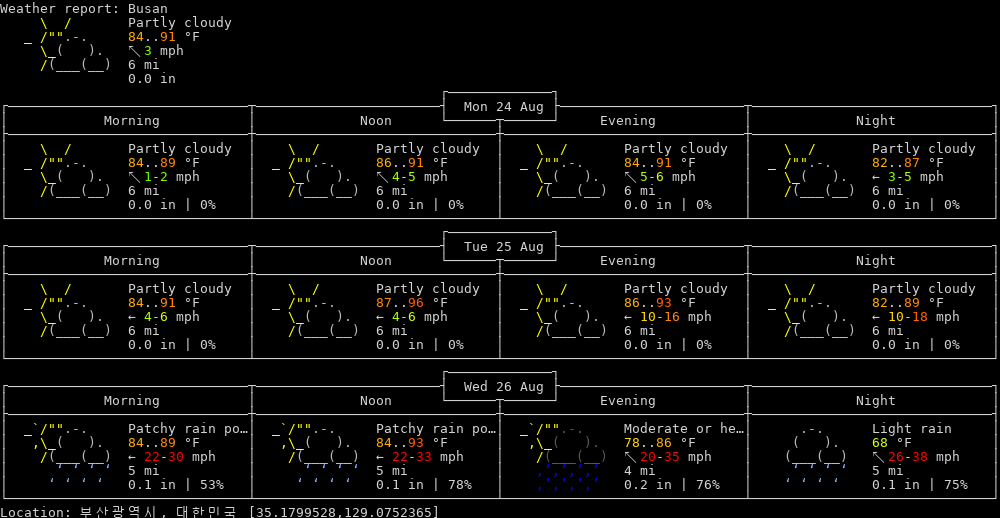 Weather report: Busan
Partly cloudy
84..91 °F
↖ 3 mph
6 mi
0.0 in
Mon 24 Aug
Morning Noon Evening Night
Partly cloudy Partly cloudy Partly cloudy Partly cloudy
84..89 °F 86..91 °F 84..91 °F 82..87 °F
↖ 1-2 mph ↖ 4-5 mph ↖ 5-6 mph ← 3-5 mph
6 mi 6 mi 6 mi 6 mi
0.0 in | 0% 0.0 in | 0% 0.0 in | 0% 0.0 in | 0%
Tue 25 Aug
Morning Noon Evening Night
Partly cloudy Partly cloudy Partly cloudy Partly cloudy
84..91 °F 87..96 °F 86..93 °F 82..89 °F
← 4-6 mph ← 4-6 mph ← 10-16 mph ← 10-18 mph
6 mi 6 mi 6 mi 6 mi
0.0 in | 0% 0.0 in | 0% 0.0 in | 0% 0.0 in | 0%
Wed 26 Aug
Morning Noon Evening Night
Patchy rain po… Patchy rain po… Moderate or he… Light rain
84..89 °F 84..93 °F 78..86 °F 68 °F
← 22-30 mph ← 22-33 mph ↖ 20-35 mph ↖ 26-38 mph
5 mi 5 mi 4 mi 5 mi
0.1 in | 53% 0.1 in | 78% 0.2 in | 76% 0.1 in | 75%
Location: 부산광역시, 대한민국 [35.1799528,129.0752365]